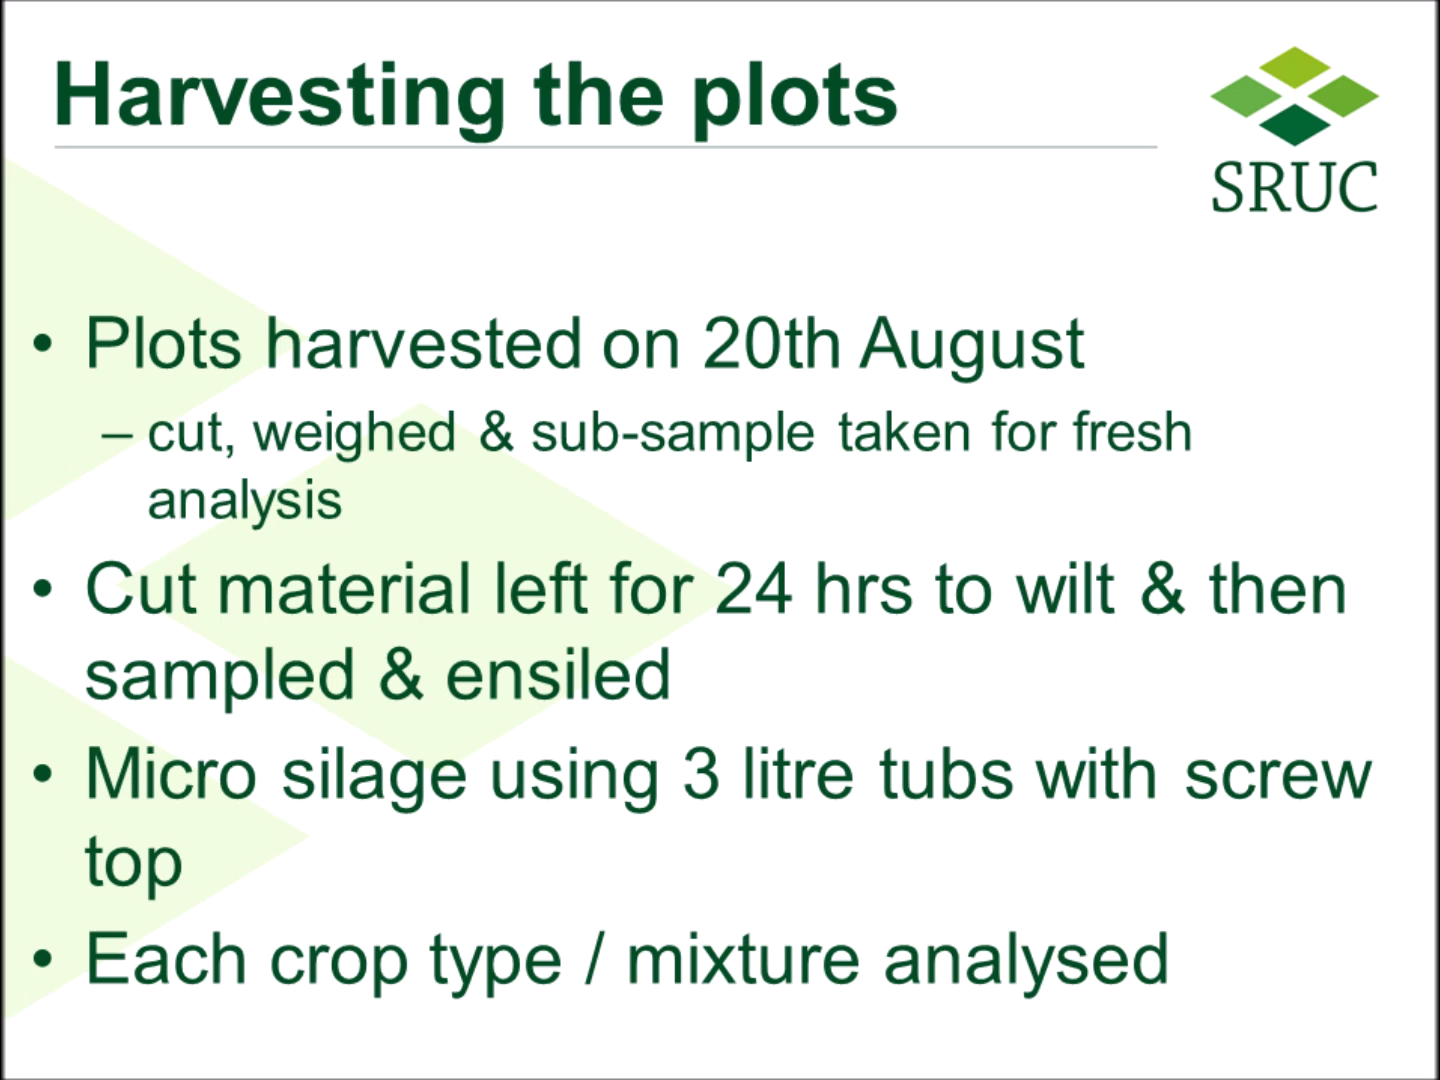 Harvesting the plots
SRUC
• Plots harvested on 20th August
– cut, weighed & sub-sample taken for fresh
analysis
• Cut material left for 24 hrs to wilt & then
sampled & ensiled
• Micro silage using 3 litre tubs with screw
top
• Each crop type / mixture analysed